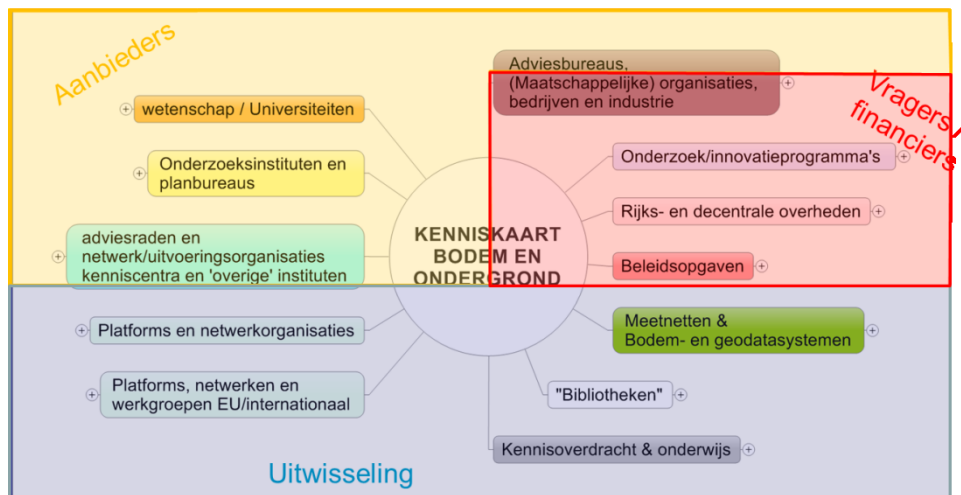 Aanbieders
Adviesbureaus,
(Maatschappelijke) organisaties,
bedrijven en industrie
Vragers /
financiers
wetenschap / Universiteiten
Onderzoek/innovatieprogramma's
Onderzoeksinstituten en
planbureaus
Rijks- en decentrale overheden
adviesraden en
netwerk/uitvoeringsorganisaties
kenniscentra en 'overige' instituten
KENNISKAART
BODEM EN
ONDERGROND
Beleidsopgaven
Platforms en netwerkorganisaties
Meetnetten &
Bodem- en geodatasystemen
Platforms, netwerken en
werkgroepen EU/internationaal
"Bibliotheken"
Kennisoverdracht & onderwijs
Uitwisseling